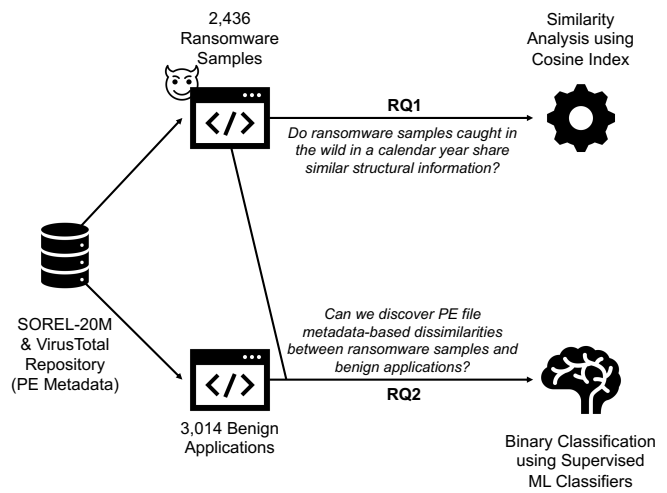 2,436
Ransomware
Samples
</>
Similarity
Analysis using
Cosine Index
RQ1
Do ransomware samples caught in
the wild in a calendar year share
similar structural information?
SOREL-20M
& VirusTotal
Repository
(PE Metadata)
Can we discover PE file
metadata-based dissimilarities
between ransomware samples and
benign applications?
RQ2
</>
3,014 Benign
Applications
Binary Classification
using Supervised
ML Classifiers